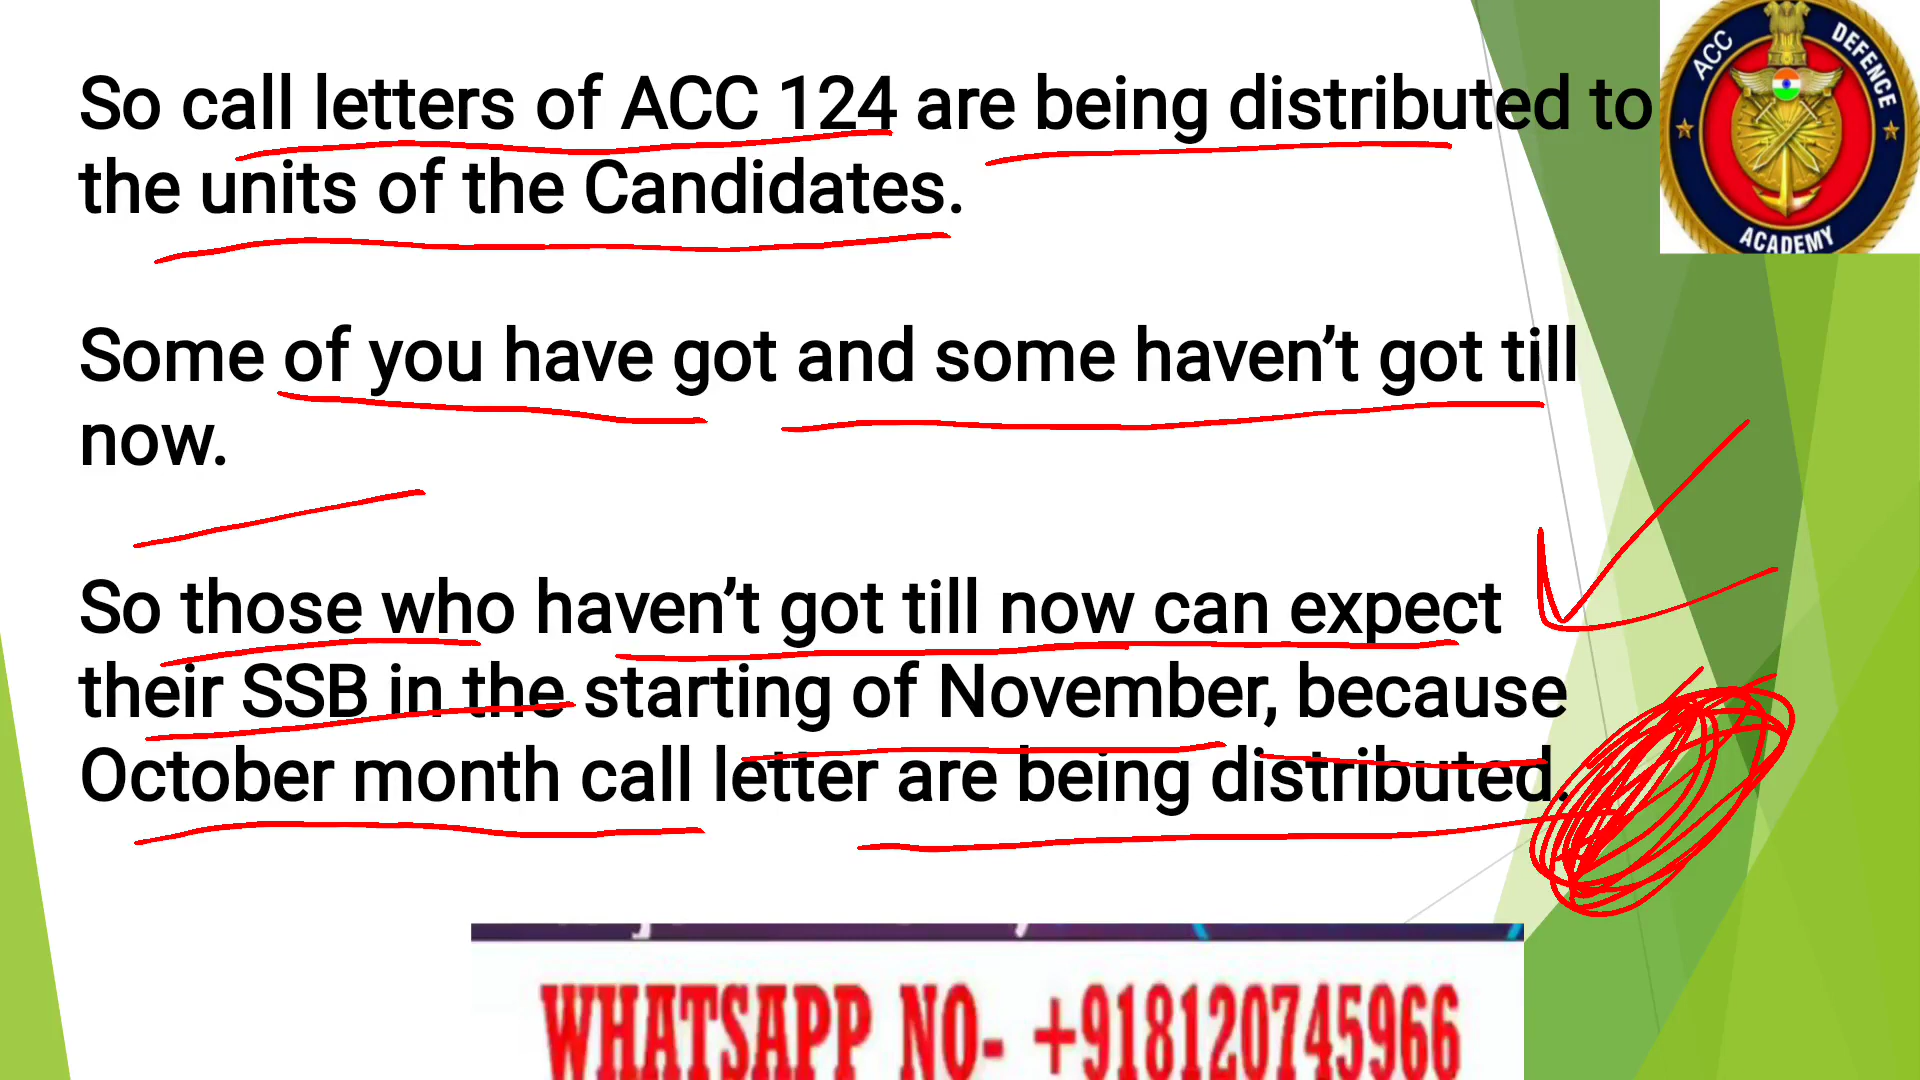 So call letters of ACC 124 are being distributed to
the units of the Candidates.
Some of you have got and some haven’t got till
now.
So those who haven’t got till now can expect
their SSB in the starting of November, because
October month call letter are being distributed.
ACC DEFENCE
ACADEMY
WHATSAPP NO- +918120745966